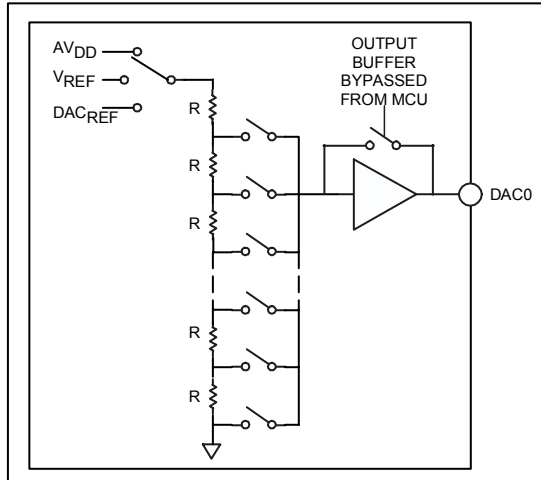 AVDD
VREF
DACREF
OUTPUT
BUFFER
BYPASSED
FROM MCU
R
R
R
DAC0
R
R